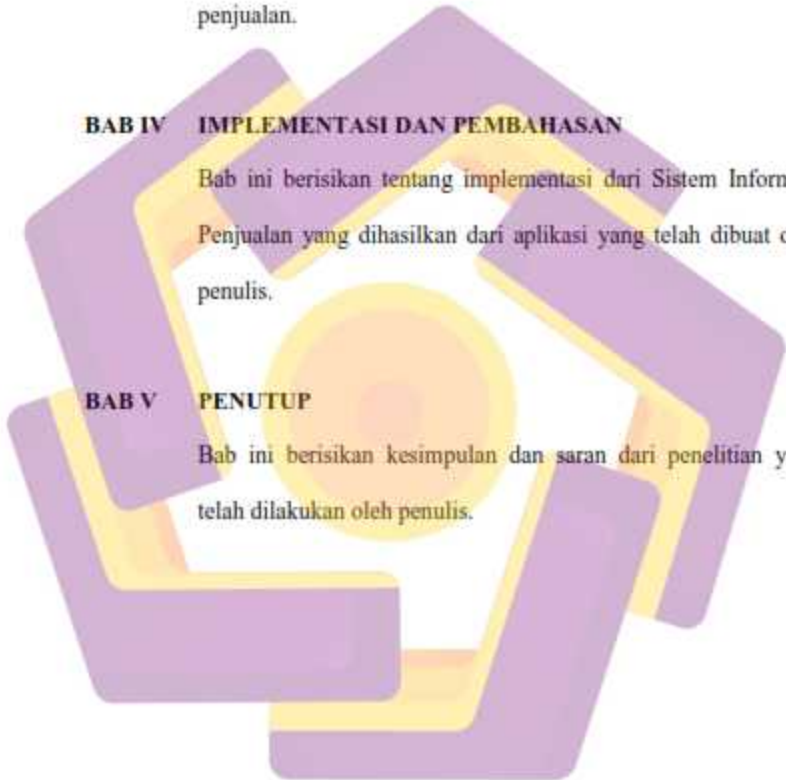 penjualan.
BAB IV IMPLEMENTASI DAN PEMBAHASAN
Bab ini berisikan tentang implementasi dari Sistem Inform
Penjualan yang dihasilkan dari aplikasi yang telah dibuat o
penulis.
BAB V PENUTUP
Bab ini berisikan kesimpulan dan saran dari penelitian y
telah dilakukan oleh penulis.